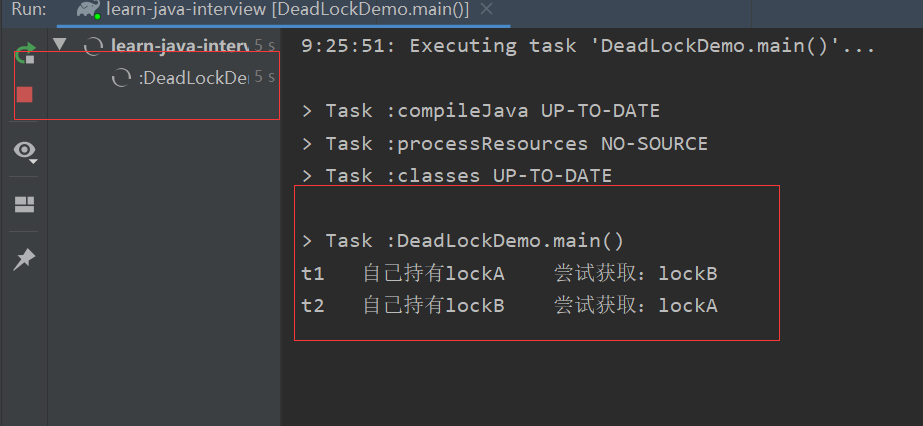 Run: learn-java-interview [DeadLockDemo.main()]
learn-java-interv 5 s
:DeadLockDe 5 s
9:25:51: Executing task 'DeadLockDemo.main()'...
> Task :compileJava UP-TO-DATE
> Task :processResources NO-SOURCE
> Task :classes UP-TO-DATE
> Task :DeadLockDemo.main()
t1 自己持有lockA 尝试获取：lockB
t2 自己持有lockB 尝试获取：lockA